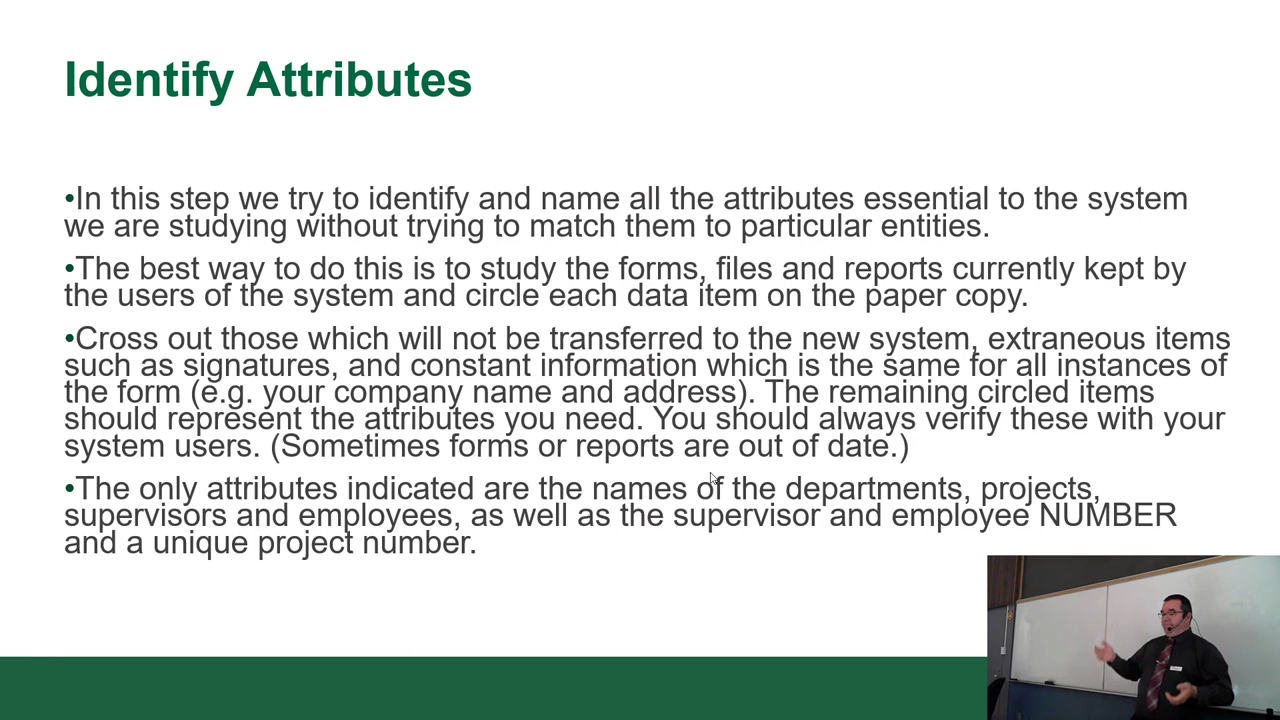 Identify Attributes
•In this step we try to identify and name all the attributes essential to the system
we are studying without trying to match them to particular entities.
•The best way to do this is to study the forms, files and reports currently kept by
the users of the system and circle each data item on the paper copy.
•Cross out those which will not be transferred to the new system, extraneous items
such as signatures, and constant information which is the same for all instances of
the form (e.g. your company name and address). The remaining circled items
should represent the attributes you need. You should always verify these with your
system users. (Sometimes forms or reports are out of date.)
•The only attributes indicated are the names of the departments, projects,
supervisors and employees, as well as the supervisor and employee NUMBER
and a unique project number.